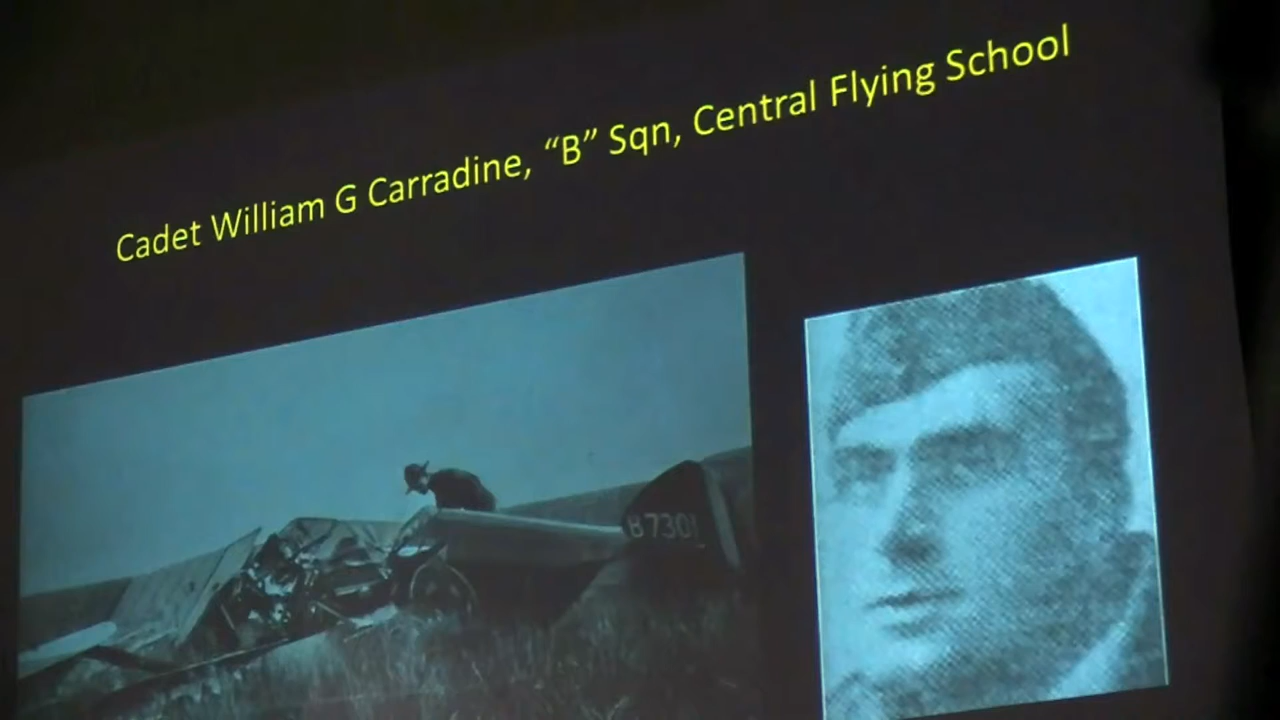 Cadet William G Carradine, “B” Sqn, Central Flying School
B7301